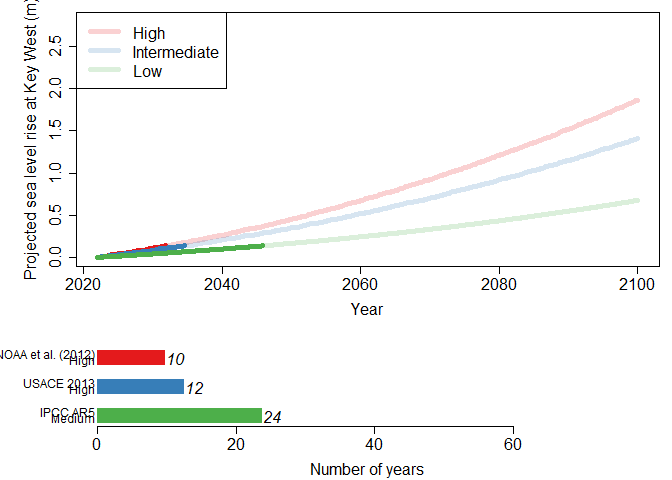 Projected sea level rise at Key West (m)
High
Intermediate
Low
0.0 0.5 1.0 1.5 2.0 2.5
2020 2040 2060 2080 2100
Year
NOAA et al. (2012)
High
10
USACE 2013
High
12
IPCC AR5
Medium
24
0 20 40 60
Number of years